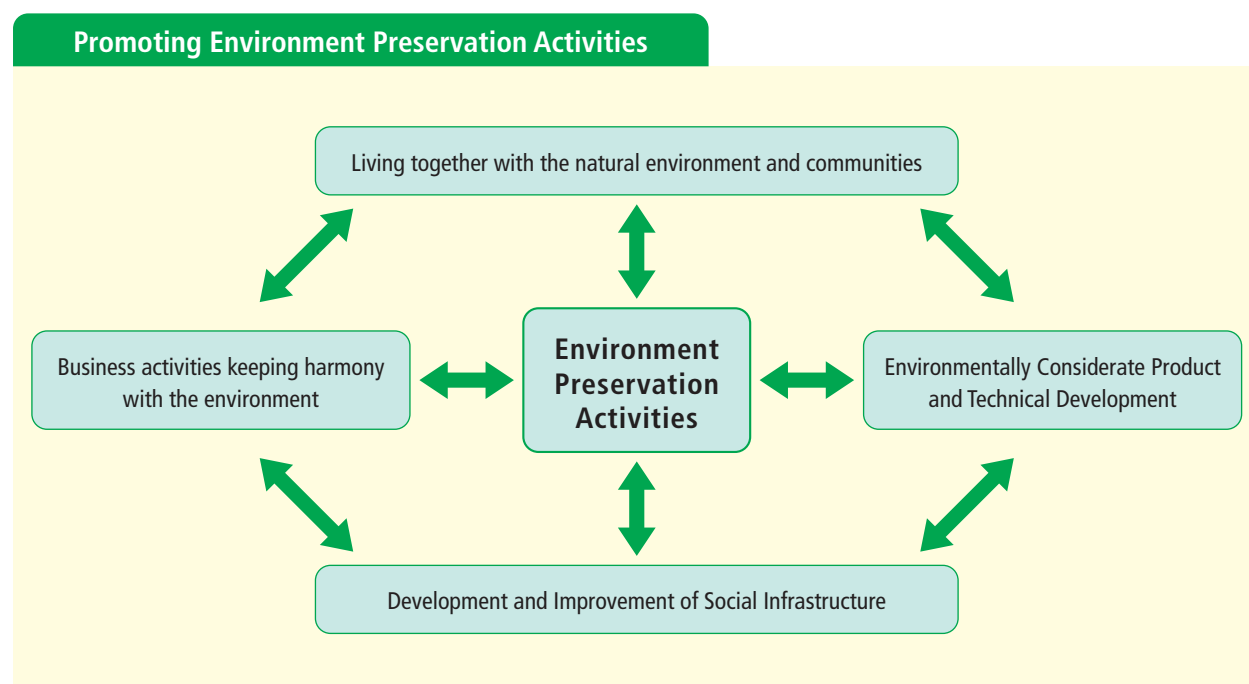 Promoting Environment Preservation Activities
Living together with the natural environment and communities
Business activities keeping harmony
with the environment
Environment
Preservation
Activities
Environmentally Considerate Product
and Technical Development
Development and Improvement of Social Infrastructure